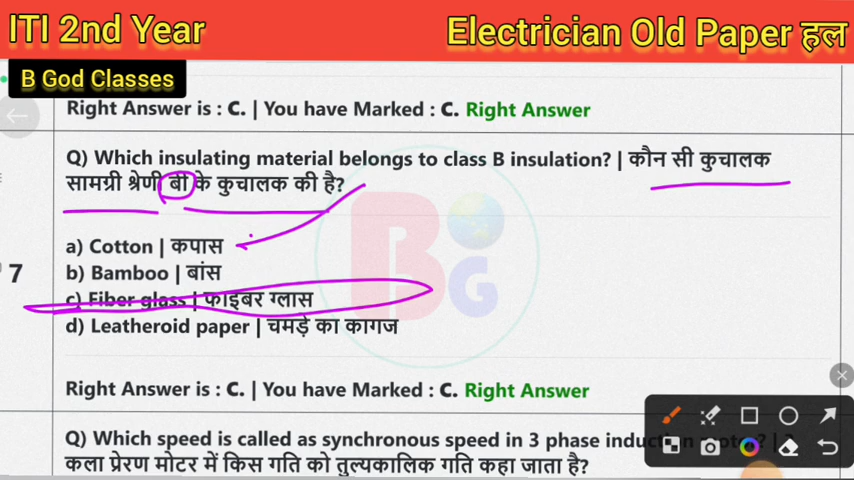 ITI 2nd Year
Electrician Old Paper हल
B God Classes
Right Answer is : C. | You have Marked : C. Right Answer
Q) Which insulating material belongs to class B insulation? | कौन सी कुचालक
सामग्री श्रेणी बी के कुचालक की है?
a) Cotton | कपास
7
b) Bamboo | बांस
c) Fiber glass | फाइबर ग्लास
d) Leatheroid paper | चमड़े का कागज
Right Answer is : C. | You have Marked : C. Right Answer
Q) Which speed is called as synchronous speed in 3 phase induction
कला प्रेरण मोटर में किस गति को तुल्यकालिक गति कहा जाता है?